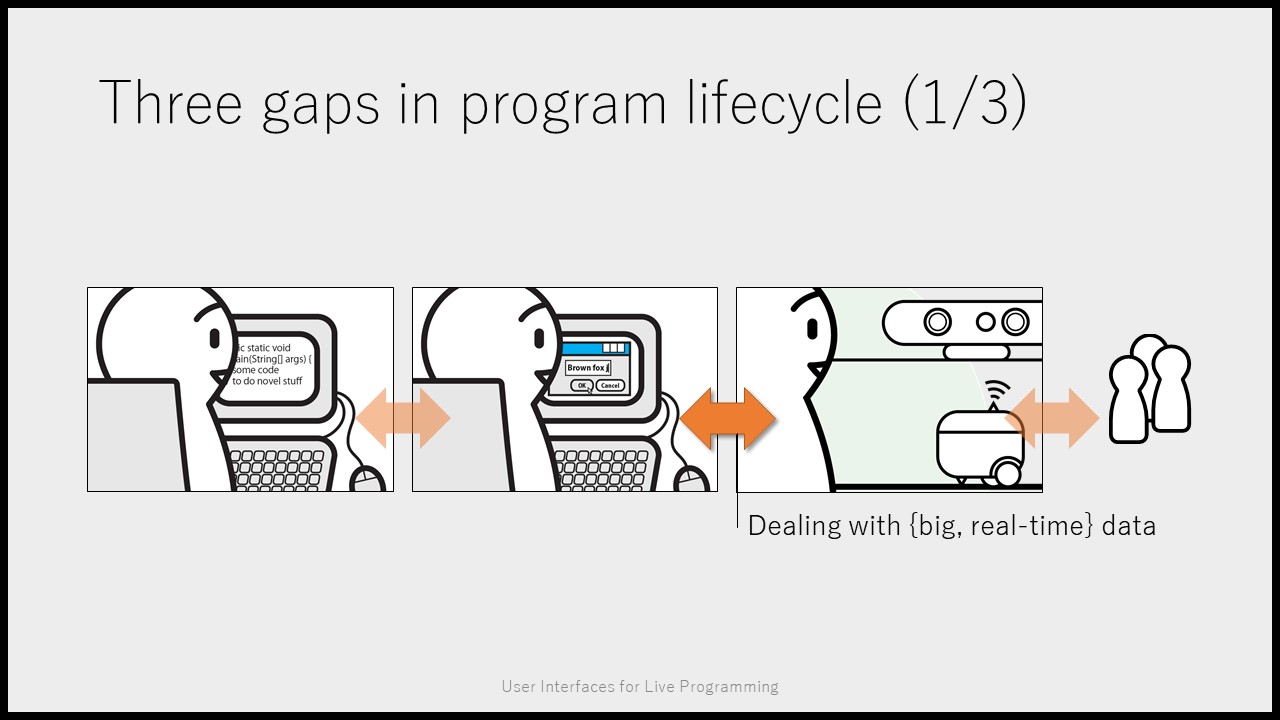 Three gaps in program lifecycle (1/3)
ic static void
ain(String[] args) {
some code
to do novel stuff
Brown fox j
OK
Cancel
Dealing with {big, real-time} data
User Interfaces for Live Programming